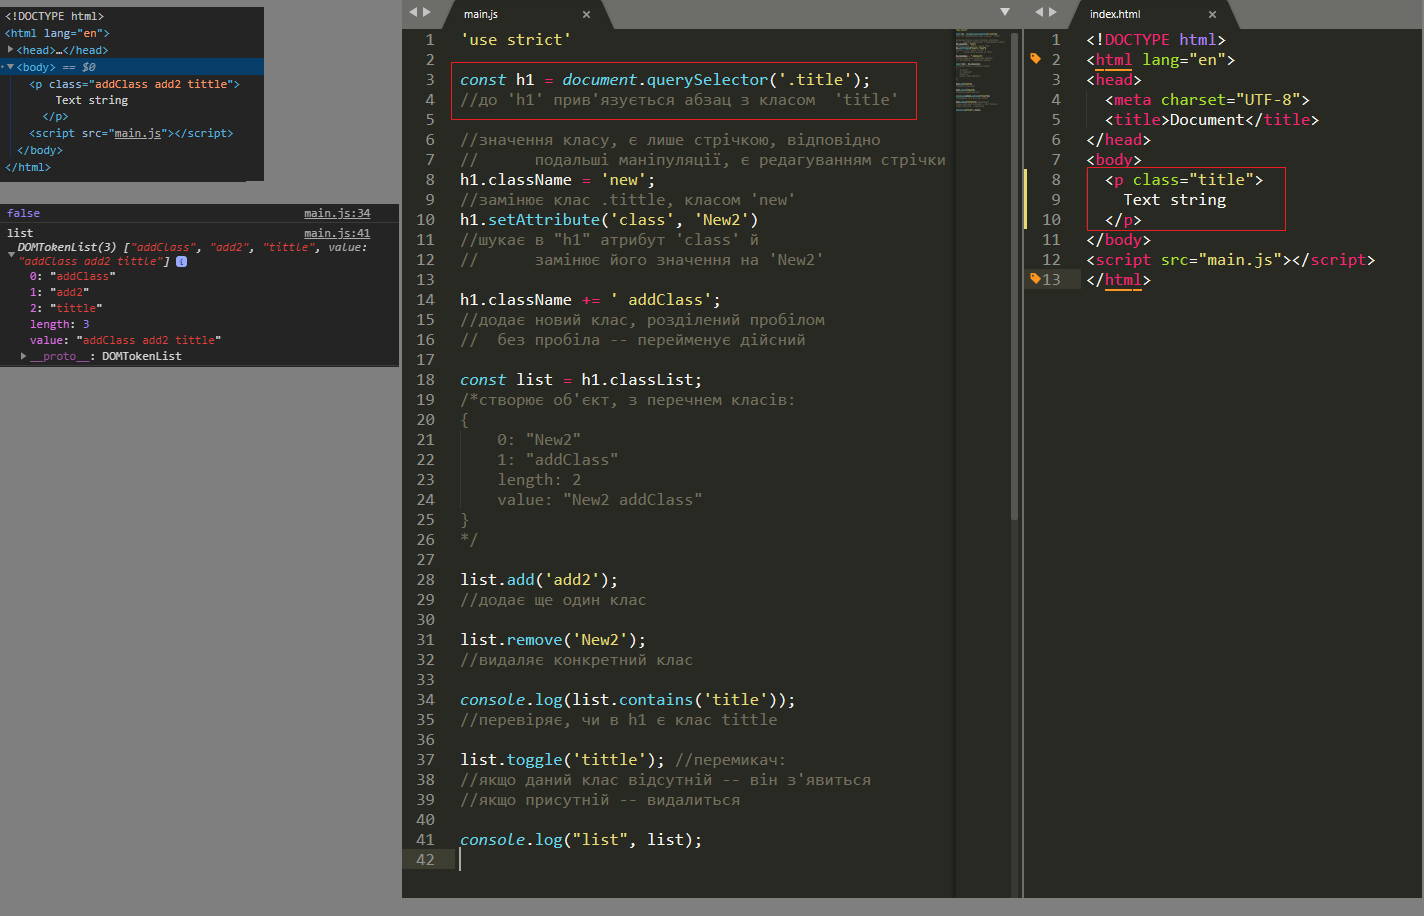 <!DOCTYPE html>
<html lang="en">
<head>…</head>
<body> == $0
<p class="addClass add2 tittle">
Text string
</p>
<script src="main.js"></script>
</body>
</html>
false main.js:34
list main.js:41
DOMTokenList(3) ["addClass", "add2", "tittle", value:
"addClass add2 tittle"] i
0: "addClass"
1: "add2"
2: "tittle"
length: 3
value: "addClass add2 tittle"
__proto__: DOMTokenList
main.js ×
1 'use strict'
2
3 const h1 = document.querySelector('.title');
4 //до 'h1' прив'язується абзац з класом  'title'
5
6 //значення класу, є лише стрічкою, відповідно
7 //      подальші маніпуляції, є редагуванням стрічки
8 h1.className = 'new';
9 //замінює клас .tittle, класом 'new'
10 h1.setAttribute('class', 'New2')
11 //шукає в "h1" атрибут 'class' й
12 //      замінює його значення на 'New2'
13
14 h1.className += ' addClass';
15 //додає новий клас, розділений пробілом
16 //  без пробіла -- перейменує дійсний
17
18 const list = h1.classList;
19 /*створює об'єкт, з перечнем класів:
20 {
21     0: "New2"
22     1: "addClass"
23     length: 2
24     value: "New2 addClass"
25 }
26 */
27
28 list.add('add2');
29 //додає ще один клас
30
31 list.remove('New2');
32 //видаляє конкретний клас
33
34 console.log(list.contains('title'));
35 //перевіряє, чи в h1 є клас tittle
36
37 list.toggle('tittle'); //перемикач:
38 //якщо даний клас відсутній -- він з'явиться
39 //якщо присутній -- видалиться
40
41 console.log("list", list);
42
index.html ×
1 <!DOCTYPE html>
2 <html lang="en">
3 <head>
4   <meta charset="UTF-8">
5   <title>Document</title>
6 </head>
7 <body>
8   <p class="title">
9     Text string
10   </p>
11 </body>
12 <script src="main.js"></script>
13 </html>